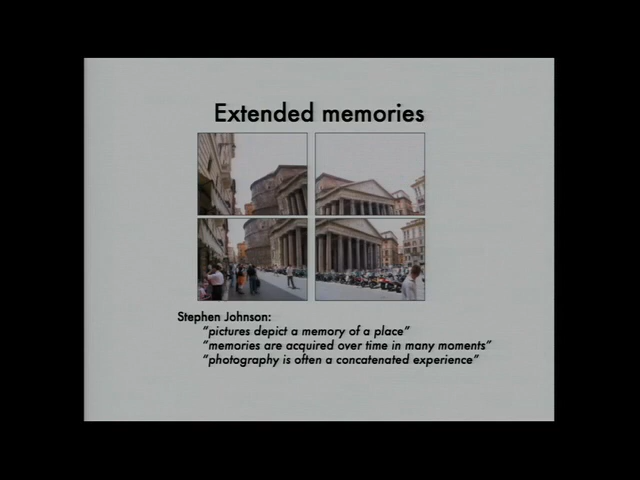 Extended memories
Stephen Johnson:
“pictures depict a memory of a place”
“memories are acquired over time in many moments”
“photography is often a concatenated experience”